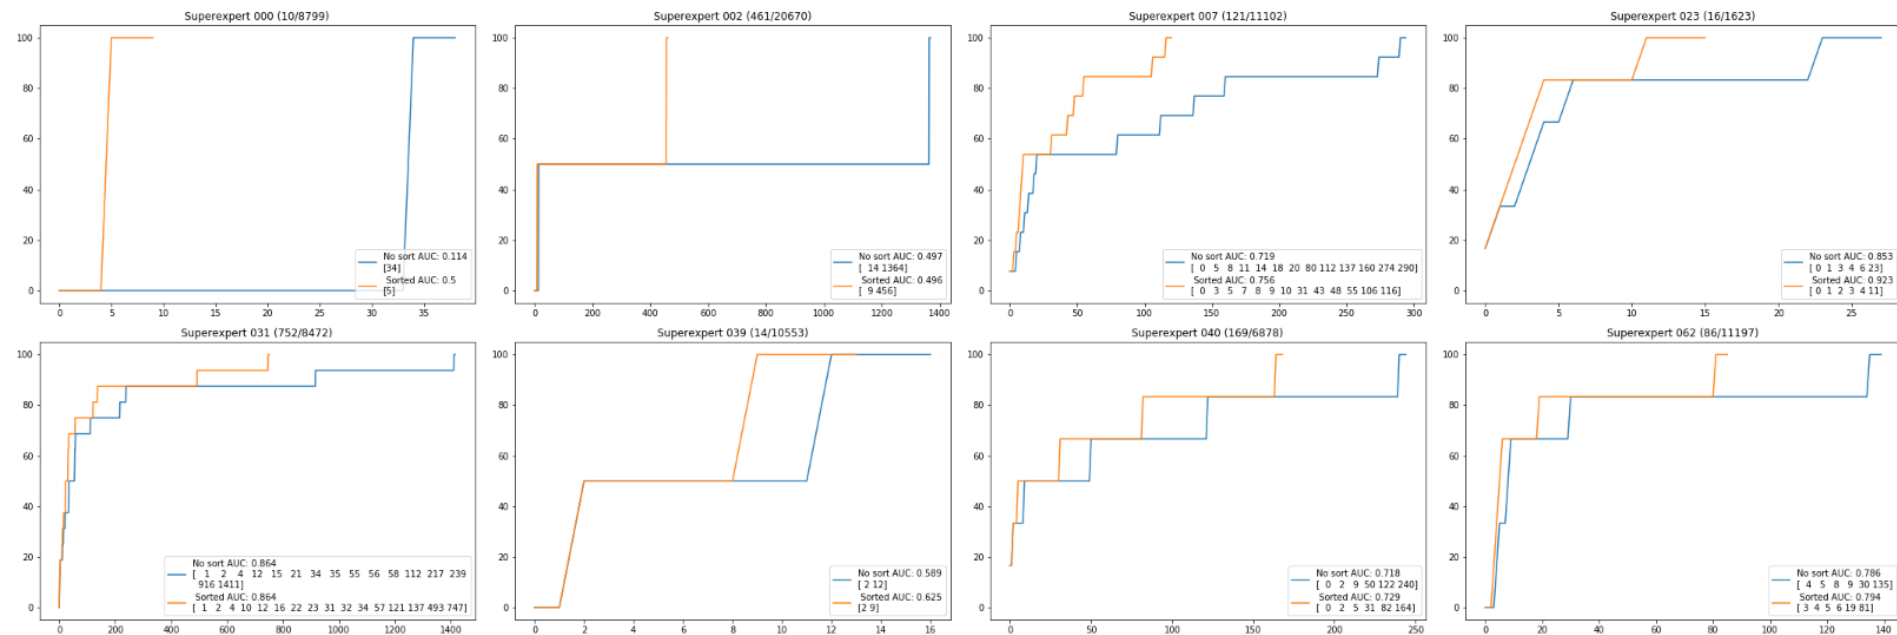 Superexpert 000 (10/8799)
100
80
60
40
20
0
0 5 10 15 20 25 30 35
No sort AUC: 0.114
[34]
Sorted AUC: 0.5
[5]
Superexpert 002 (461/20670)
100
80
60
40
20
0
0 200 400 600 800 1000 1200 1400
No sort AUC: 0.497
[ 14 1364]
Sorted AUC: 0.496
[ 9 456]
Superexpert 007 (121/11102)
100
80
60
40
20
0
0 50 100 150 200 250 300
No sort AUC: 0.719
[ 0 5 8 11 14 18 20 80 112 137 160 274 290]
Sorted AUC: 0.756
[ 0 3 5 7 8 9 10 31 43 48 55 106 116]
Superexpert 023 (16/1623)
100
80
60
40
20
0
0 5 10 15 20 25
No sort AUC: 0.853
[ 0 1 3 4 6 23]
Sorted AUC: 0.923
[ 0 1 2 3 4 11]
Superexpert 031 (752/8472)
100
80
60
40
20
0
0 200 400 600 800 1000 1200 1400
No sort AUC: 0.864
[ 1 2 4 12 15 21 34 35 55 56 58 112 217 239
916 1411]
Sorted AUC: 0.864
[ 1 2 4 10 12 16 22 23 31 32 34 57 121 137 493 747]
Superexpert 039 (14/10553)
100
80
60
40
20
0
0 2 4 6 8 10 12 14 16
No sort AUC: 0.589
[ 2 12]
Sorted AUC: 0.625
[2 9]
Superexpert 040 (169/6878)
100
80
60
40
20
0
0 50 100 150 200 250
No sort AUC: 0.718
[ 0 2 9 50 122 240]
Sorted AUC: 0.729
[ 0 2 5 31 82 164]
Superexpert 062 (86/11197)
100
80
60
40
20
0
0 20 40 60 80 100 120 140
No sort AUC: 0.786
[ 4 5 8 9 30 135]
Sorted AUC: 0.794
[ 3 4 5 6 19 81]